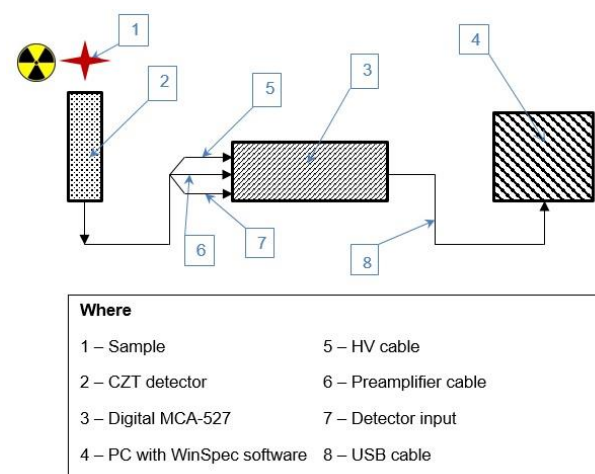 1
2
5
3
4
6
7
8
Where
1 – Sample
5 – HV cable
2 – CZT detector
6 – Preamplifier cable
3 – Digital MCA-527
7 – Detector input
4 – PC with WinSpec software
8 – USB cable